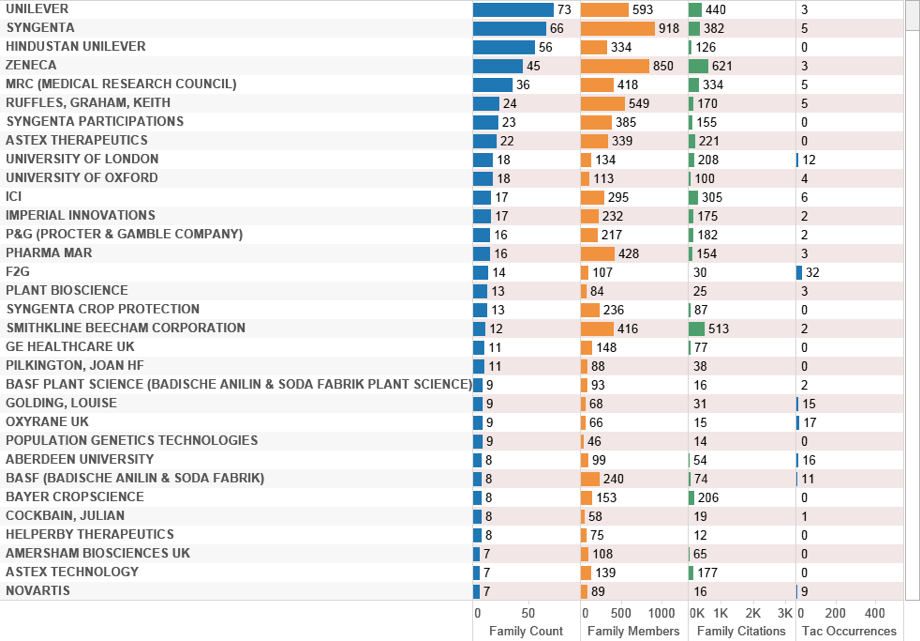 UNILEVER 73 593 440 3
SYNGENTA 66 918 382 5
HINDUSTAN UNILEVER 56 334 126 0
ZENECA 45 850 621 3
MRC (MEDICAL RESEARCH COUNCIL) 36 418 334 5
RUFFLES, GRAHAM, KEITH 24 549 170 5
SYNGENTA PARTICIPATIONS 23 385 155 0
ASTEX THERAPEUTICS 22 339 221 0
UNIVERSITY OF LONDON 18 134 208 12
UNIVERSITY OF OXFORD 18 113 100 4
ICI 17 295 305 6
IMPERIAL INNOVATIONS 17 232 175 2
P&G (PROCTER & GAMBLE COMPANY) 16 217 182 2
PHARMA MAR 16 428 154 3
F2G 14 107 30 32
PLANT BIOSCIENCE 13 84 25 3
SYNGENTA CROP PROTECTION 13 236 87 0
SMITHKLINE BEECHAM CORPORATION 12 416 513 2
GE HEALTHCARE UK 11 148 77 0
PILKINGTON, JOAN HF 11 88 38 0
BASF PLANT SCIENCE (BADISCHE ANILIN & SODA FABRIK PLANT SCIENCE) 9 93 16 2
GOLDING, LOUISE 9 68 31 15
OXYRANE UK 9 66 15 17
POPULATION GENETICS TECHNOLOGIES 9 46 14 0
ABERDEEN UNIVERSITY 8 99 54 16
BASF (BADISCHE ANILIN & SODA FABRIK) 8 240 74 11
BAYER CROPSCIENCE 8 153 206 0
COCKBAIN, JULIAN 8 58 19 1
HELPERBY THERAPEUTICS 8 75 12 0
AMERSHAM BIOSCIENCES UK 7 108 65 0
ASTEX TECHNOLOGY 7 139 177 0
NOVARTIS 7 89 16 9
0 50 0 500 1000 0K 1K 2K 3K 0 200 400
Family Count Family Members Family Citations Tac Occurrences